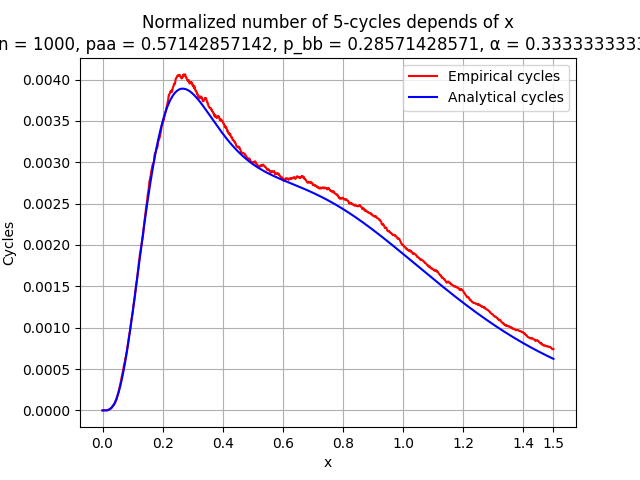 Normalized number of 5-cycles depends of x
n = 1000, paa = 0.57142857142, p_bb = 0.28571428571, α = 0.3333333333
Empirical cycles
Analytical cycles
0.0040
0.0035
0.0030
0.0025
0.0020
0.0015
0.0010
0.0005
0.0000
Cycles
0.0 0.2 0.4 0.6 0.8 1.0 1.2 1.4 1.5
x